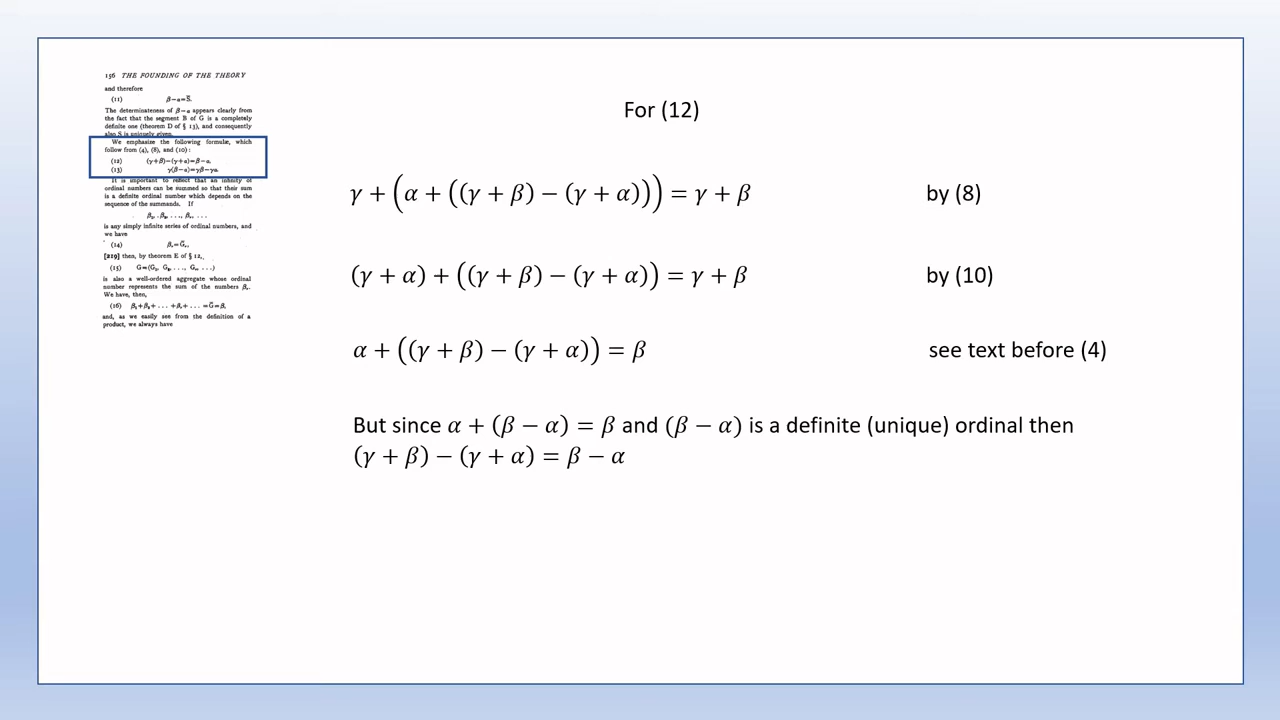 156 THE FOUNDING OF THE THEORY
and therefore
(11) β−α=S̄.
The determinateness of β−α appears clearly from
the fact that the segment B of G is a completely
definite one (theorem D of § 13), and consequently
also S is uniquely given.
We emphasize the following formulæ, which
follow from (4), (8), and (10) :
(12) (γ+β)−(γ+α)=β−α,
(13) γ(β−α)=γβ−γα.
It is important to reflect that an infinity of
ordinal numbers can be summed so that their sum
is a definite ordinal number which depends on the
sequence of the summands. If
β₁, β₂, . . ., βᵥ, . . .
is any simply infinite series of ordinal numbers, and
we have
(14) βᵥ=Ḡᵥ,
[219] then, by theorem E of § 12,
(15) G=(G₁, G₂, . . ., Gᵥ, . . .)
is also a well-ordered aggregate whose ordinal
number represents the sum of the numbers βᵥ.
We have, then,
(16) β₁+β₂+ . . . +βᵥ+ . . . =Ḡ=β,
and, as we easily see from the definition of a
product, we always have
For (12)
γ + (α + ((γ + β) − (γ + α))) = γ + β by (8)
(γ + α) + ((γ + β) − (γ + α)) = γ + β by (10)
α + ((γ + β) − (γ + α)) = β see text before (4)
But since α + (β − α) = β and (β − α) is a definite (unique) ordinal then
(γ + β) − (γ + α) = β − α